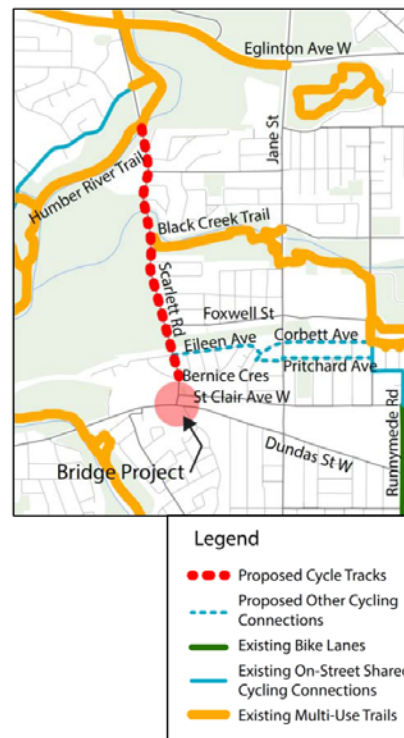 Eglinton Ave W
Jane St
Humber River Trail
Black Creek Trail
Scarlett Rd
Foxwell St
Eileen Ave
Corbett Ave
Pritchard Ave
Bernice Cres
St Clair Ave W
Runnymede Rd
Dundas St W
Bridge Project
Legend
Proposed Cycle Tracks
Proposed Other Cycling
Connections
Existing Bike Lanes
Existing On-Street Shared
Cycling Connections
Existing Multi-Use Trails